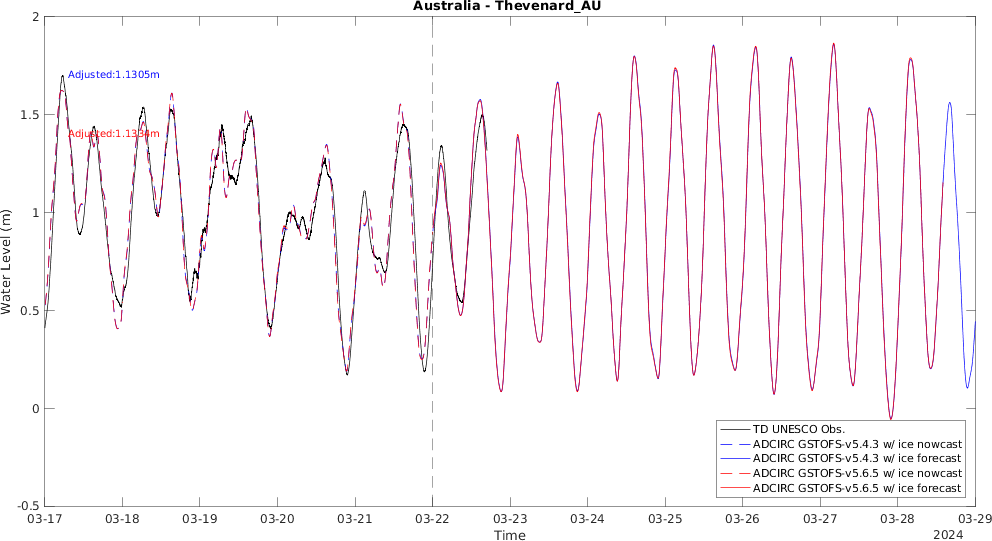 Australia - Thevenard_AU
2
1.5
1
0.5
0
-0.5
Water Level (m)
Adjusted:1.1305m
Adjusted:1.1334m
TD UNESCO Obs.
ADCIRC GSTOFS-v5.4.3 w/ ice nowcast
ADCIRC GSTOFS-v5.4.3 w/ ice forecast
ADCIRC GSTOFS-v5.6.5 w/ ice nowcast
ADCIRC GSTOFS-v5.6.5 w/ ice forecast
03-17 03-18 03-19 03-20 03-21 03-22 03-23 03-24 03-25 03-26 03-27 03-28 03-29
Time
2024